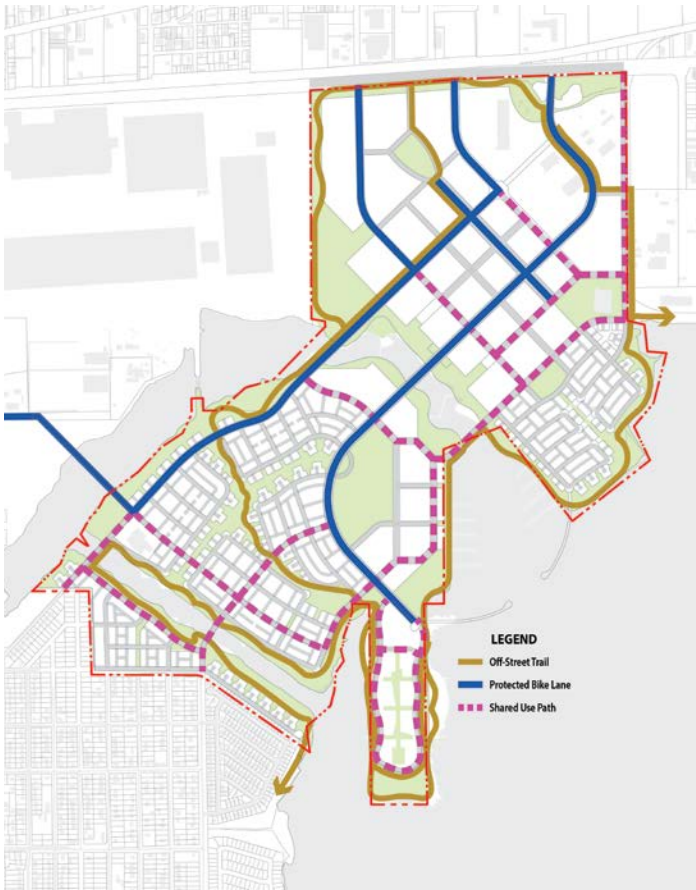 LEGEND
Off-Street Trail
Protected Bike Lane
Shared Use Path